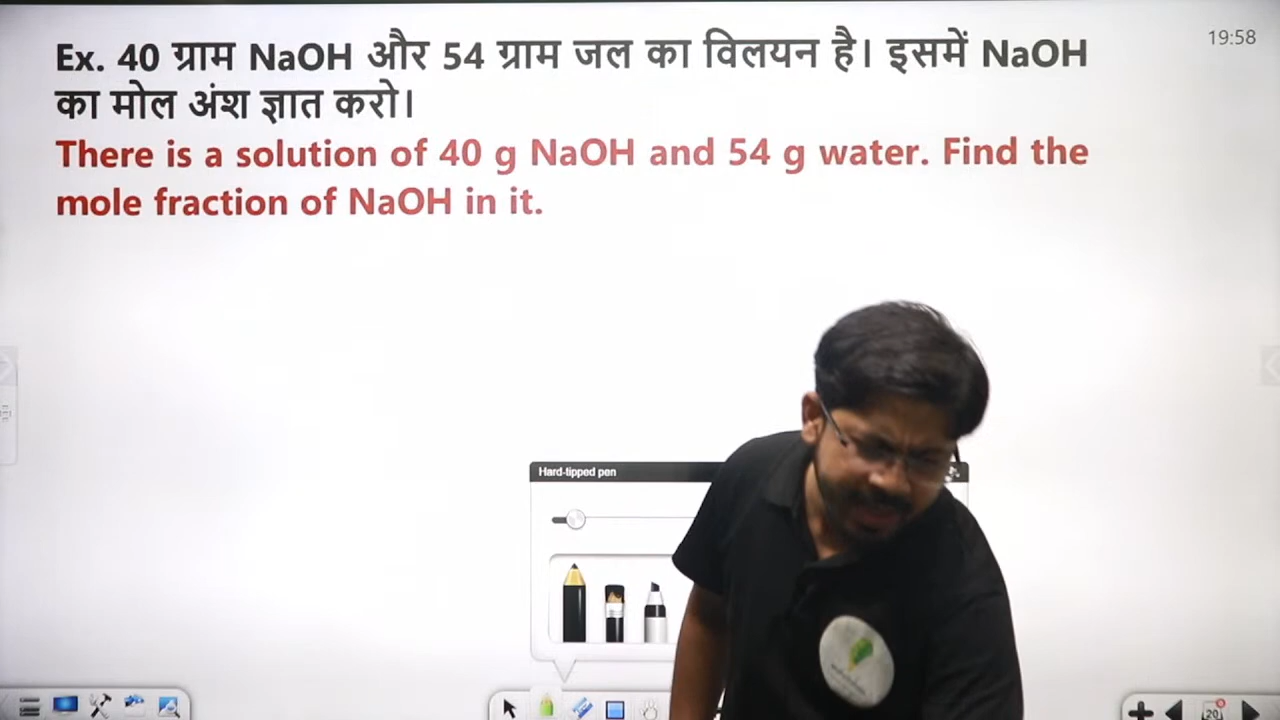 Ex. 40 ग्राम NaOH और 54 ग्राम जल का विलयन है। इसमें NaOH
का मोल अंश ज्ञात करो।
There is a solution of 40 g NaOH and 54 g water. Find the
mole fraction of NaOH in it.
19:58
Hard-tipped pen
20